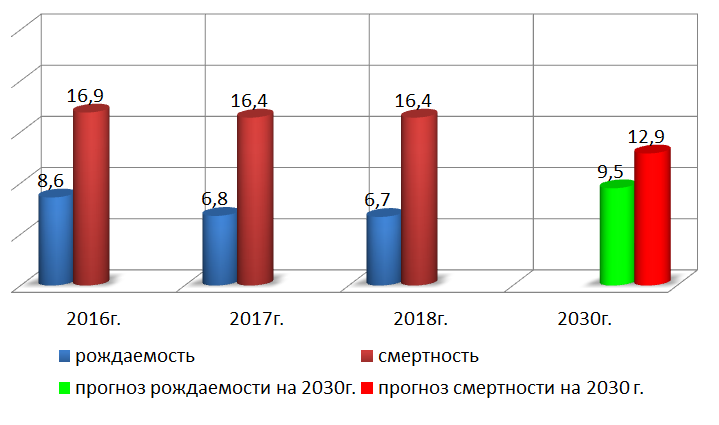 16,9
16,4
16,4
12,9
8,6
6,8
6,7
9,5
2016г.
2017г.
2018г.
2030г.
рождаемость
смертность
прогноз рождаемости на 2030г.
прогноз смертности на 2030 г.